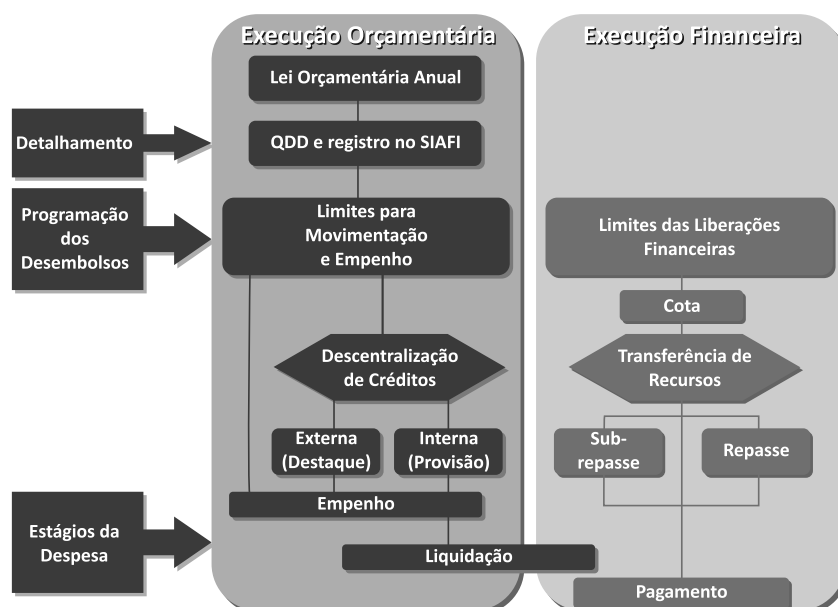 Execução Orçamentária
Execução Financeira
Lei Orçamentária Anual
Detalhamento
QDD e registro no SIAFI
Programação
dos
Desembolsos
Limites para
Movimentação
e Empenho
Limites das Liberações
Financeiras
Cota
Descentralização
de Créditos
Transferência de
Recursos
Externa
(Destaque)
Interna
(Provisão)
Sub-
repasse
Repasse
Empenho
Estágios da
Despesa
Liquidação
Pagamento